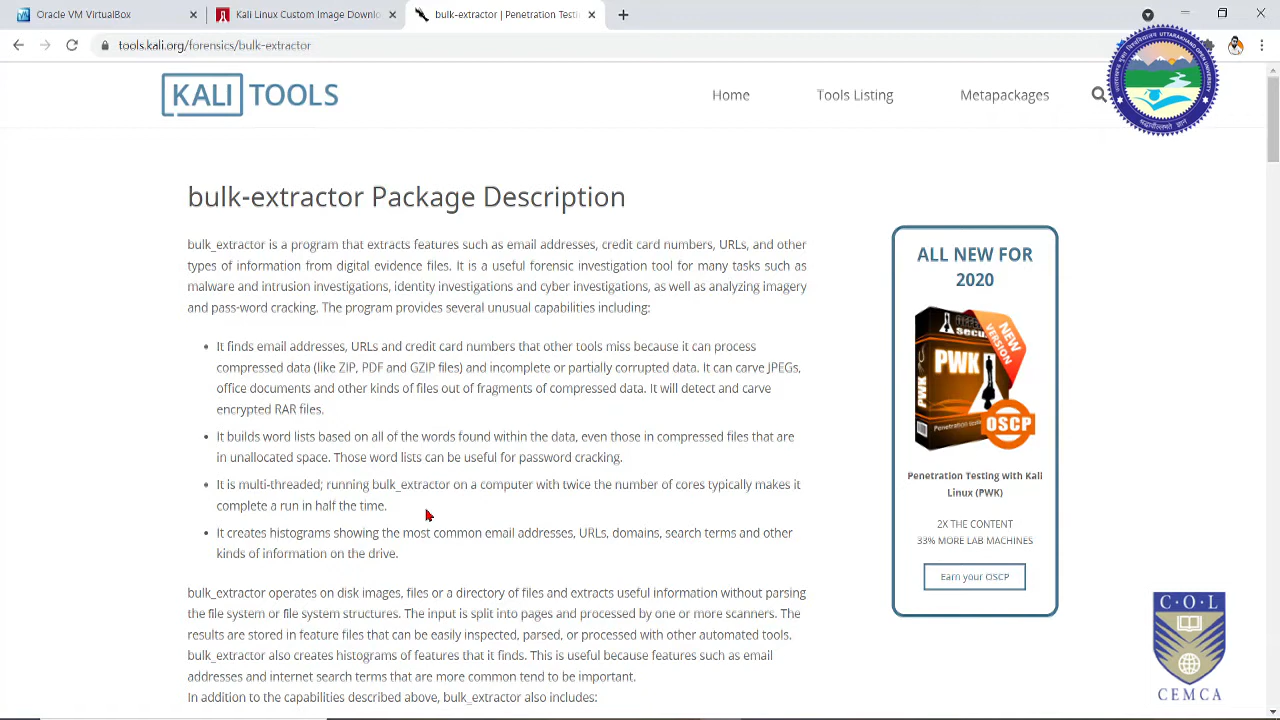 Oracle VM VirtualBox
Kali Linux Custom Image Downlo
bulk-extractor | Penetration Testi
tools.kali.org/forensics/bulk-extractor
KALI TOOLS
Home
Tools Listing
Metapackages
UTTARAKHAND OPEN UNIVERSITY
bulk-extractor Package Description
bulk_extractor is a program that extracts features such as email addresses, credit card numbers, URLs, and other
types of information from digital evidence files. It is a useful forensic investigation tool for many tasks such as
malware and intrusion investigations, identity investigations and cyber investigations, as well as analyzing imagery
and pass-word cracking. The program provides several unusual capabilities including:
• It finds email addresses, URLs and credit card numbers that other tools miss because it can process
compressed data (like ZIP, PDF and GZIP files) and incomplete or partially corrupted data. It can carve JPEGs,
office documents and other kinds of files out of fragments of compressed data. It will detect and carve
encrypted RAR files.
• It builds word lists based on all of the words found within the data, even those in compressed files that are
in unallocated space. Those word lists can be useful for password cracking.
• It is multi-threaded; running bulk_extractor on a computer with twice the number of cores typically makes it
complete a run in half the time.
• It creates histograms showing the most common email addresses, URLs, domains, search terms and other
kinds of information on the drive.
bulk_extractor operates on disk images, files or a directory of files and extracts useful information without parsing
the file system or file system structures. The input is split into pages and processed by one or more scanners. The
results are stored in feature files that can be easily inspected, parsed, or processed with other automated tools.
bulk_extractor also creates histograms of features that it finds. This is useful because features such as email
addresses and internet search terms that are more common tend to be important.
In addition to the capabilities described above, bulk_extractor also includes:
ALL NEW FOR
2020
NEW
VERSION
PWK
PWK
OSCP
Penetration Testing with Kali
Linux (PWK)
2X THE CONTENT
33% MORE LAB MACHINES
Earn your OSCP
C·O·L
CEMCA